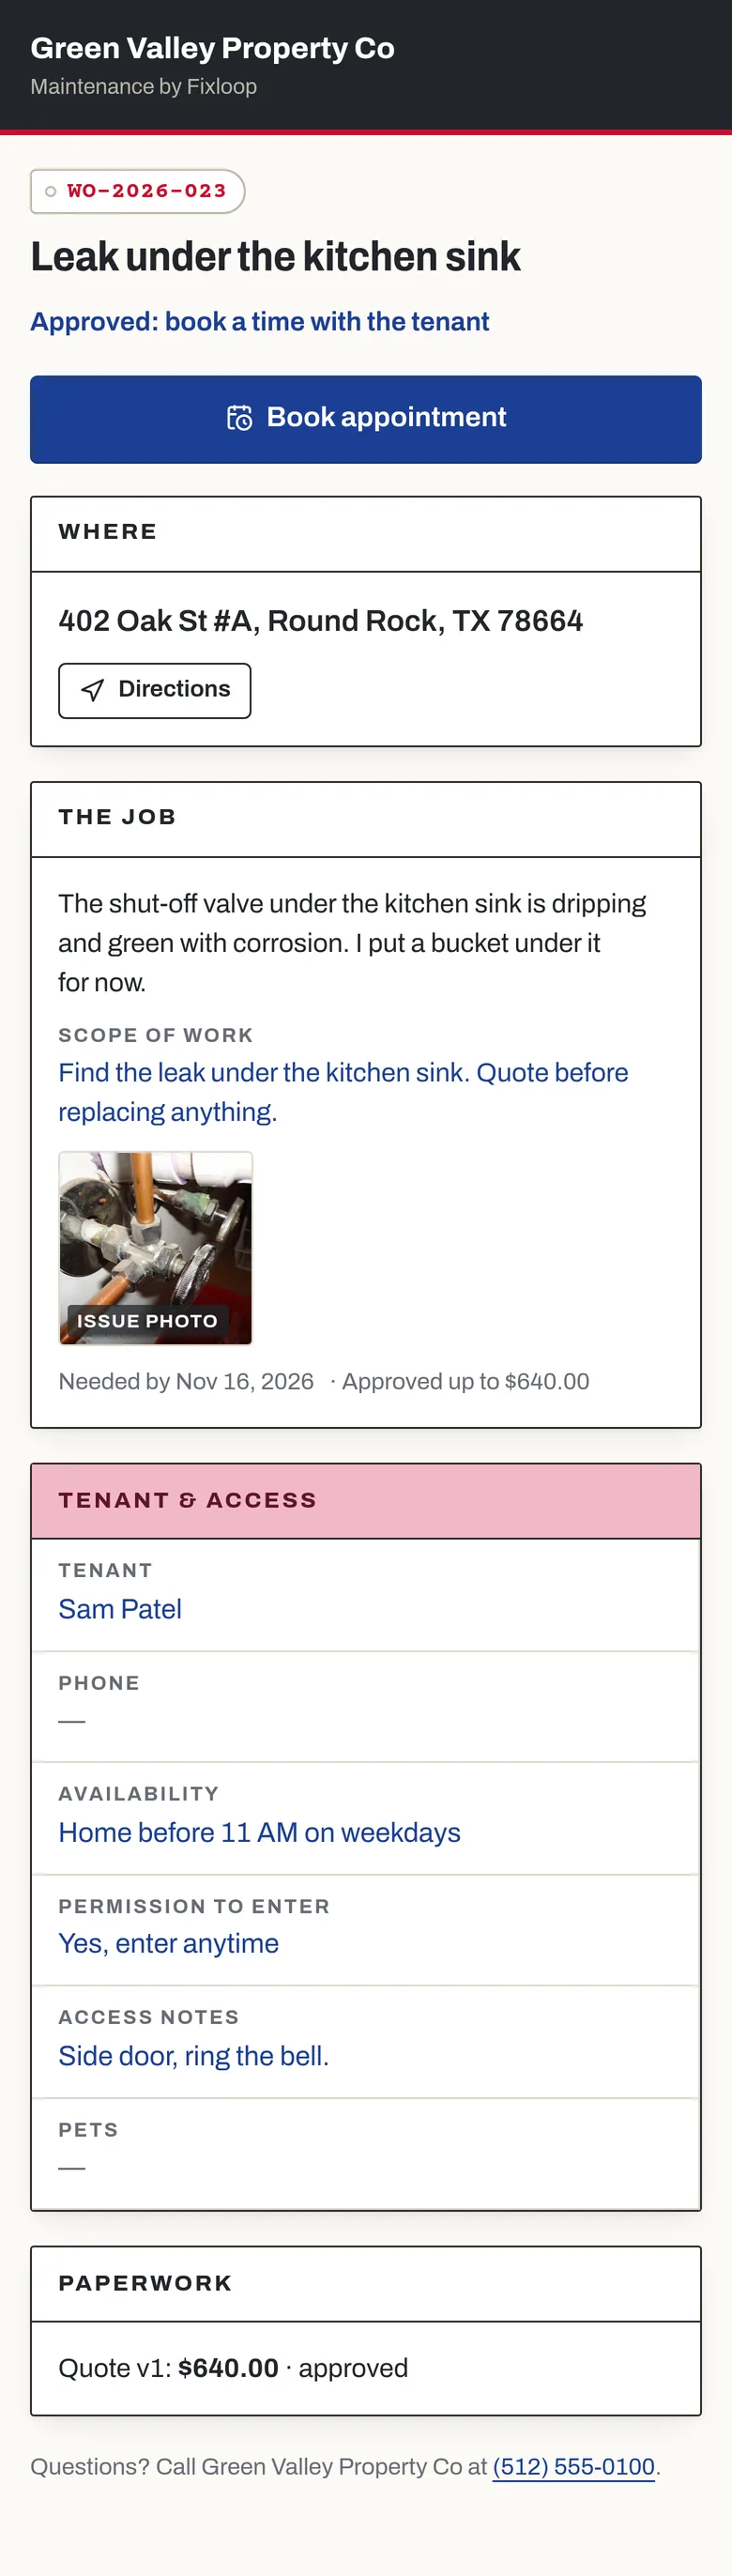 Green Valley Property Co
Maintenance by Fixloop
WO-2026-023
Leak under the kitchen sink
Approved: book a time with the tenant
Book appointment
WHERE
402 Oak St #A, Round Rock, TX 78664
Directions
THE JOB
The shut-off valve under the kitchen sink is dripping
and green with corrosion. I put a bucket under it
for now.
SCOPE OF WORK
Find the leak under the kitchen sink. Quote before
replacing anything.
ISSUE PHOTO
Needed by Nov 16, 2026 · Approved up to $640.00
TENANT & ACCESS
TENANT
Sam Patel
PHONE
—
AVAILABILITY
Home before 11 AM on weekdays
PERMISSION TO ENTER
Yes, enter anytime
ACCESS NOTES
Side door, ring the bell.
PETS
—
PAPERWORK
Quote v1: $640.00 · approved
Questions? Call Green Valley Property Co at (512) 555-0100.